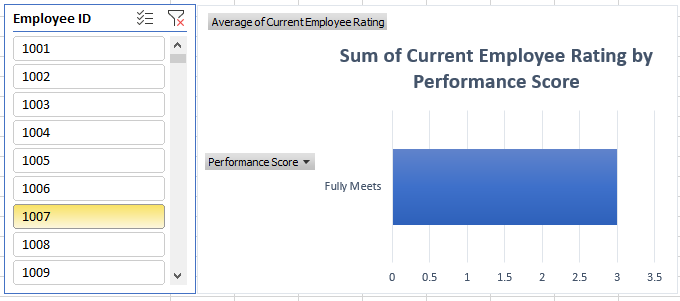 Employee ID
1001
1002
1003
1004
1005
1006
1007
1008
1009
Average of Current Employee Rating
Sum of Current Employee Rating by
Performance Score
Performance Score
Fully Meets
0 0.5 1 1.5 2 2.5 3 3.5